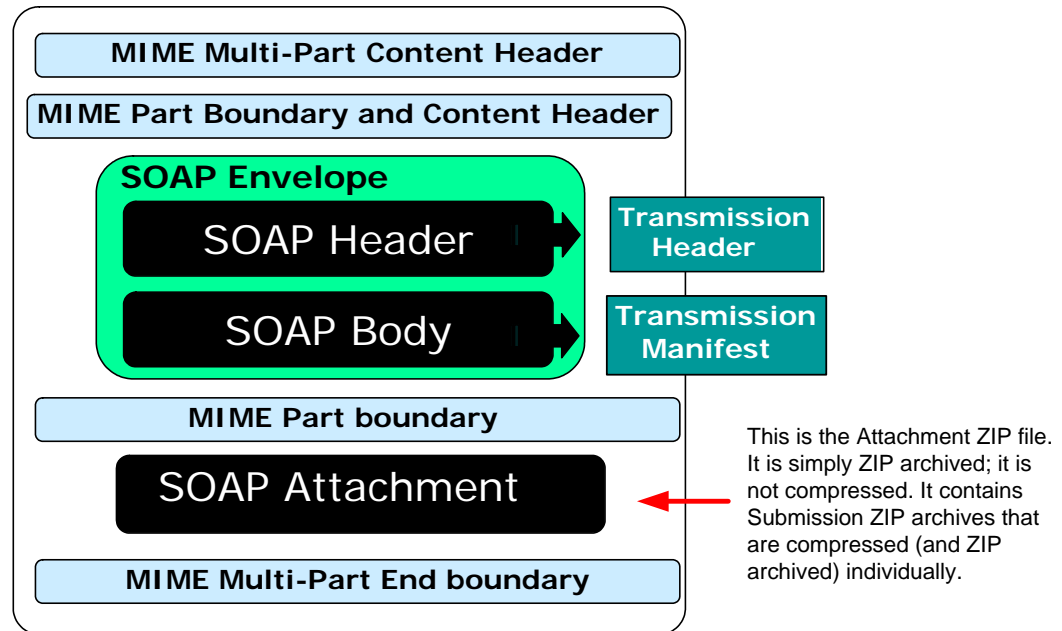 MIME Multi-Part Content Header
MIME Part Boundary and Content Header
SOAP Envelope
SOAP Header
Transmission
Header
SOAP Body
Transmission
Manifest
MIME Part boundary
SOAP Attachment
This is the Attachment ZIP file.
It is simply ZIP archived; it is
not compressed. It contains
Submission ZIP archives that
are compressed (and ZIP
archived) individually.
MIME Multi-Part End boundary